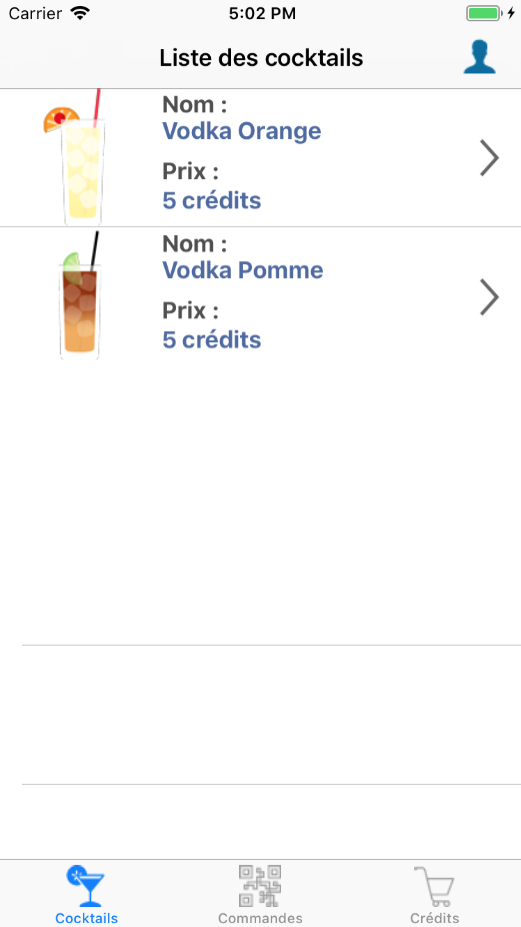 Carrier 5:02 PM
Liste des cocktails
Nom :
Vodka Orange
Prix :
5 crédits
Nom :
Vodka Pomme
Prix :
5 crédits
Cocktails Commandes Crédits